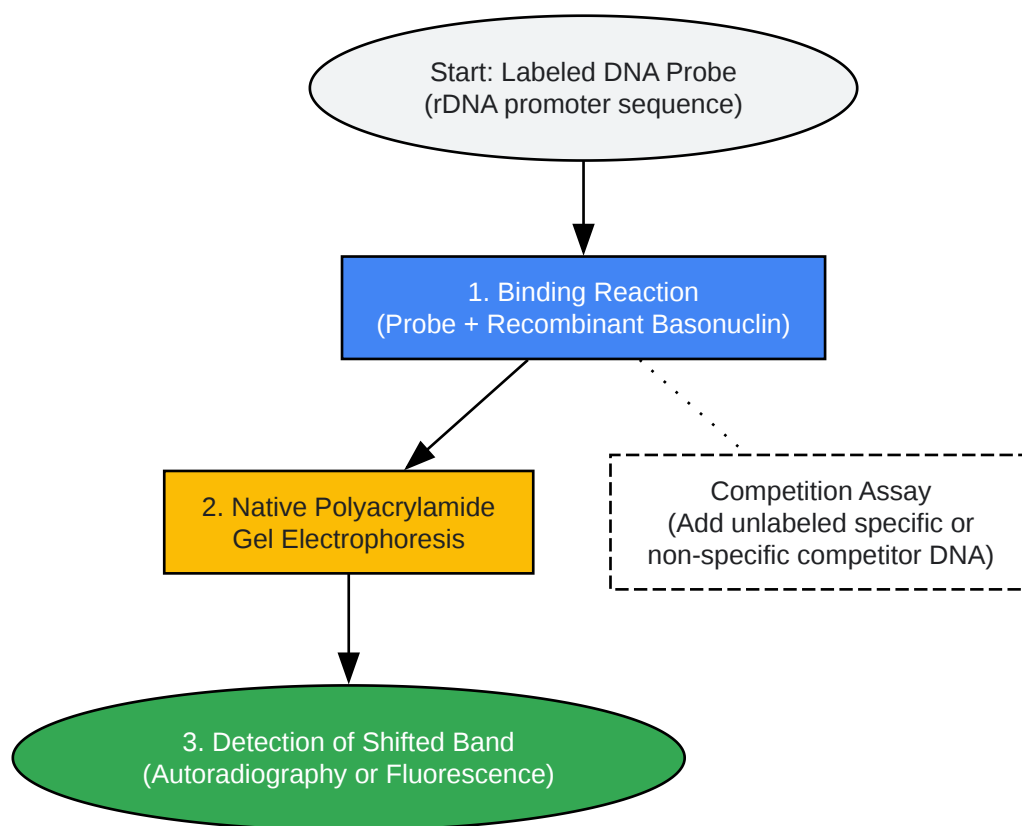 Start: Labeled DNA Probe
(rDNA promoter sequence)
1. Binding Reaction
(Probe + Recombinant Basonuclin)
2. Native Polyacrylamide
Gel Electrophoresis
Competition Assay
(Add unlabeled specific or
non-specific competitor DNA)
3. Detection of Shifted Band
(Autoradiography or Fluorescence)